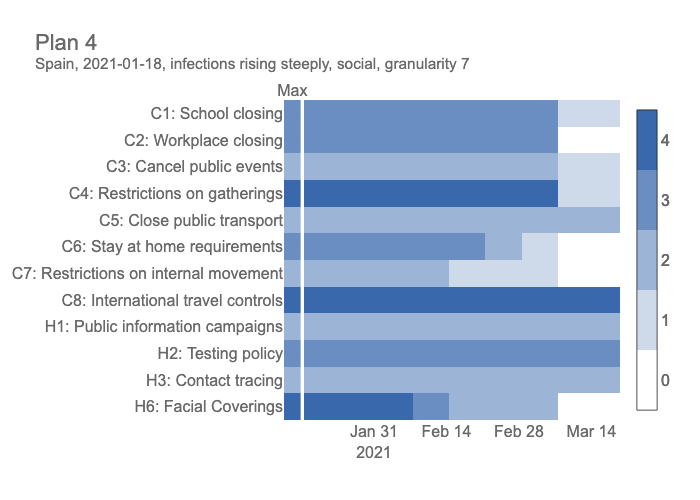 Plan 4
Spain, 2021-01-18, infections rising steeply, social, granularity 7
Max
C1: School closing
C2: Workplace closing
C3: Cancel public events
C4: Restrictions on gatherings
C5: Close public transport
C6: Stay at home requirements
C7: Restrictions on internal movement
C8: International travel controls
H1: Public information campaigns
H2: Testing policy
H3: Contact tracing
H6: Facial Coverings
4
3
2
1
0
Jan 31 Feb 14 Feb 28 Mar 14
2021